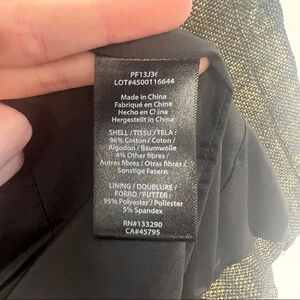 PF13J3r
LOT#4500116644
Made in China
Fabriqué en Chine
Hecho en China
Hergestellt in China
SHELL / TISSU / TELA :
96% Cotton / Coton /
Algodon / Baumwolle
4% Other fibres /
Autres fibres / Otras fibras /
Sonstige Fasern
LINING / DOUBLURE /
FORRO / FUTTER :
95% Polyester / Poliester
5% Spandex
RN#133290
CA#45795